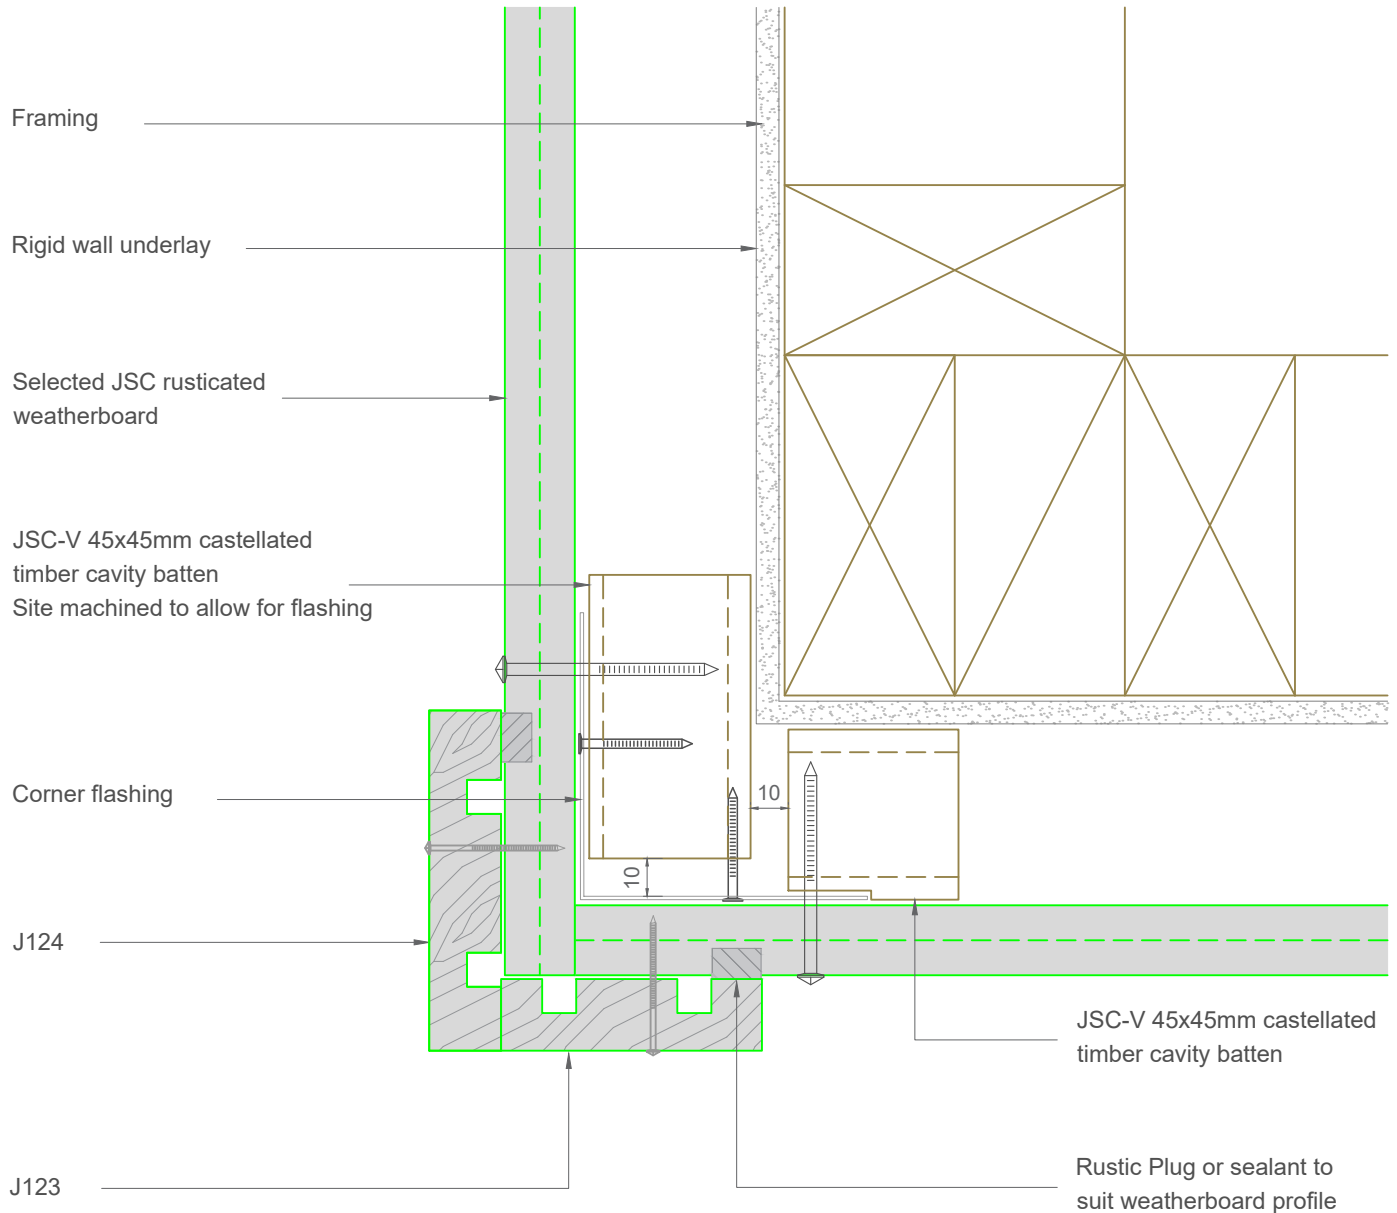 Framing
Rigid wall underlay
Selected JSC rusticated
weatherboard
JSC-V 45x45mm castellated
timber cavity batten
Site machined to allow for flashing
Corner flashing
10
10
J124
JSC-V 45x45mm castellated
timber cavity batten
J123
Rustic Plug or sealant to
suit weatherboard profile